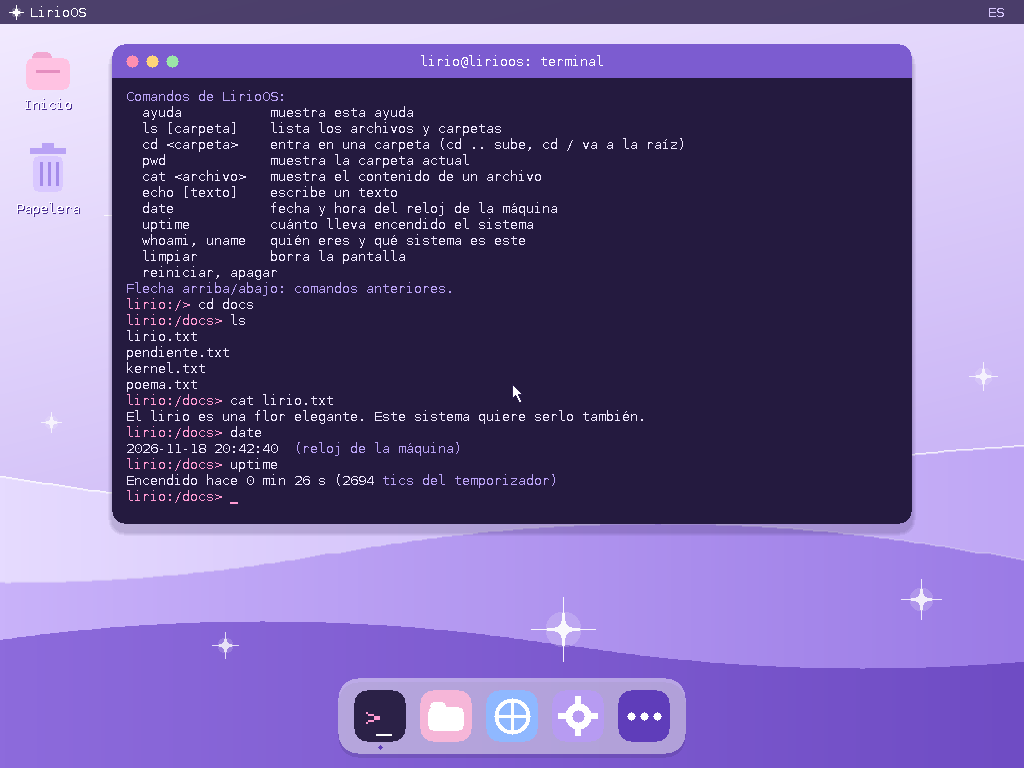 LirioOS
ES
lirio@lirioos: terminal
Inicio
Papelera
Comandos de LirioOS:
ayuda muestra esta ayuda
ls [carpeta] lista los archivos y carpetas
cd <carpeta> entra en una carpeta (cd .. sube, cd / va a la raíz)
pwd muestra la carpeta actual
cat <archivo> muestra el contenido de un archivo
echo [texto] escribe un texto
date fecha y hora del reloj de la máquina
uptime cuánto lleva encendido el sistema
whoami, uname quién eres y qué sistema es este
limpiar borra la pantalla
reiniciar, apagar
Flecha arriba/abajo: comandos anteriores.
lirio:/> cd docs
lirio:/docs> ls
lirio.txt
pendiente.txt
kernel.txt
poema.txt
lirio:/docs> cat lirio.txt
El lirio es una flor elegante. Este sistema quiere serlo también.
lirio:/docs> date
2026-11-18 20:42:40 (reloj de la máquina)
lirio:/docs> uptime
Encendido hace 0 min 26 s (2694 tics del temporizador)
lirio:/docs> _
>_